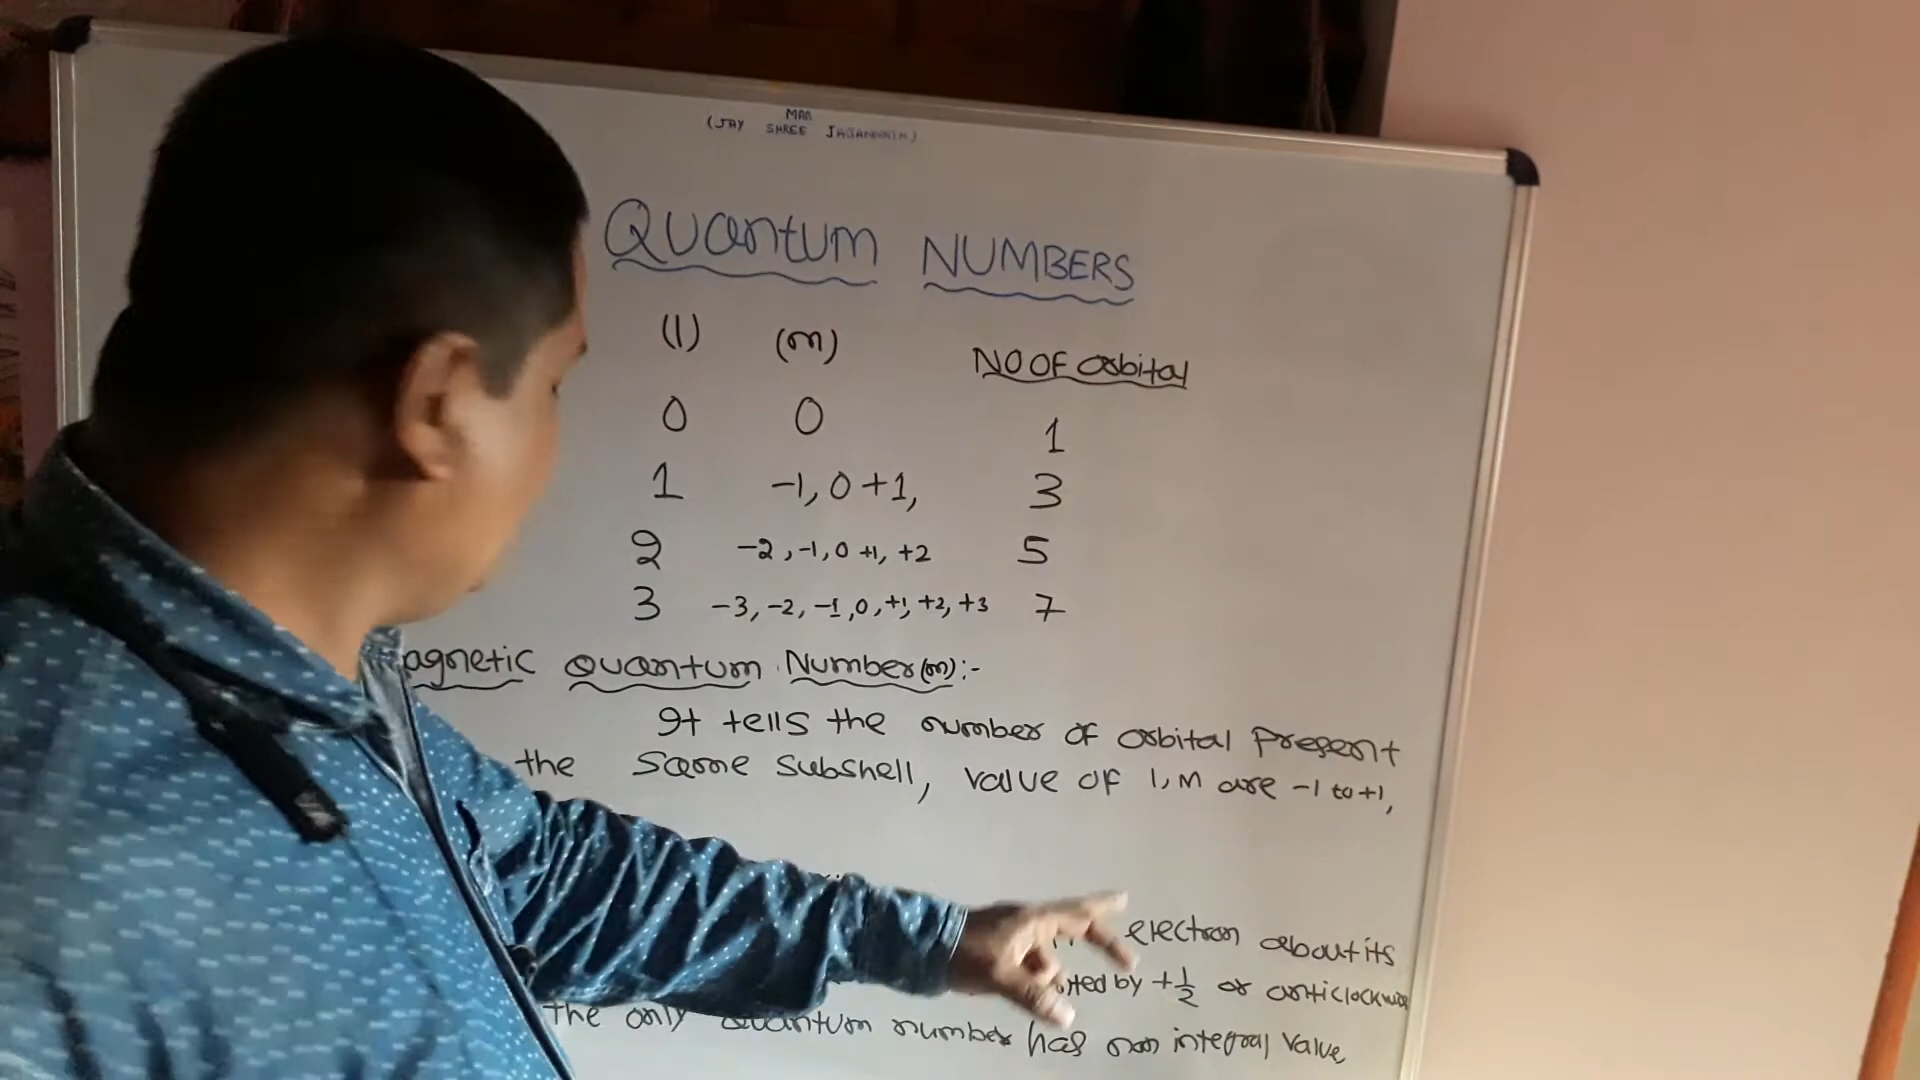 MAA
(JAY SHREE JAGANNATH)
QUANTUM NUMBERS
(l) (m) NO OF Orbital
0 0 1
1 -1, 0 +1, 3
2 -2, -1, 0 +1, +2 5
3 -3, -2, -1, 0, +1, +2, +3 7
agnetic Quantum Number (m):-
It tells the number of orbital Present
the same subshell, value of l, m are -l to +l,
electron about its
ted by +1/2 or anticlockwise
the only Quantum number has non integral value,